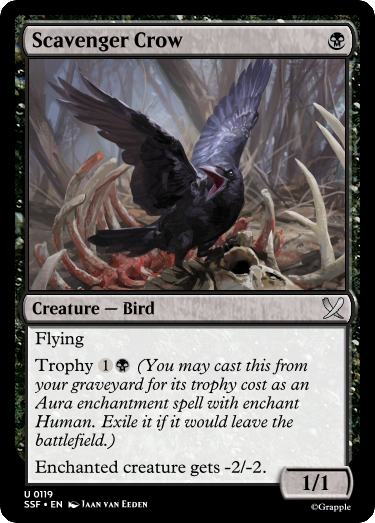 Scavenger Crow
Creature — Bird
Flying
Trophy 1 (You may cast this from
your graveyard for its trophy cost as an
Aura enchantment spell with enchant
Human. Exile it if it would leave the
battlefield.)
Enchanted creature gets -2/-2.
1/1
U 0119
SSF • EN Jaan van Eeden
©Grapple